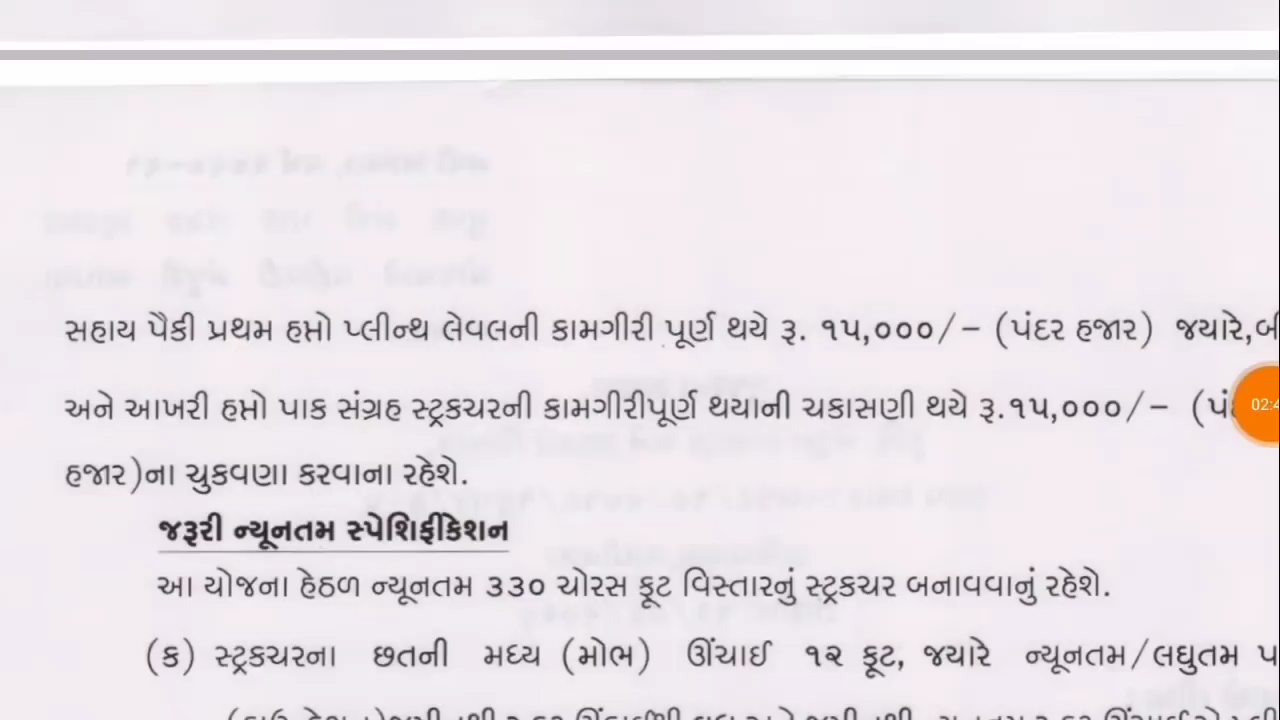 સહાય પૈકી પ્રથમ હપ્તો પ્લીન્થ લેવલની કામગીરી પૂર્ણ થયે રૂ. ૧૫,૦૦૦/– (પંદર હજાર) જયારે,
અને આખરી હપ્તો પાક સંગ્રહ સ્ટ્રકચરની કામગીરીપૂર્ણ થયાની ચકાસણી થયે રૂ.૧૫,૦૦૦/–
હજાર)ના ચુકવણા કરવાના રહેશે.
જરૂરી ન્યૂનતમ સ્પેશિફીકેશન
આ યોજના હેઠળ ન્યૂનતમ ૩૩૦ ચોરસ ફૂટ વિસ્તારનું સ્ટ્રકચર બનાવવાનું રહેશે.
(ક) સ્ટ્રકચરના છતની મધ્ય (મોભ) ઊંચાઈ ૧૨ ફૂટ, જયારે ન્યૂનતમ/લઘુતમ